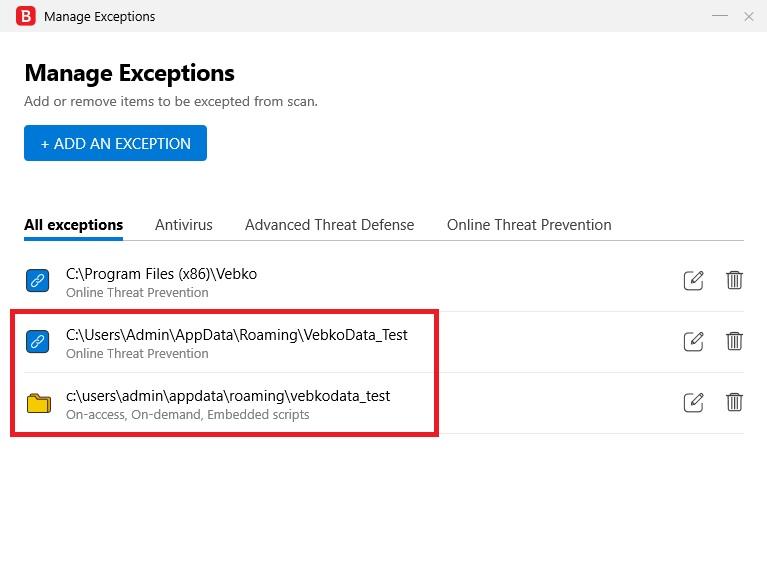 B Manage Exceptions
Manage Exceptions
Add or remove items to be excepted from scan.
+ ADD AN EXCEPTION
All exceptions Antivirus Advanced Threat Defense Online Threat Prevention
C:\Program Files (x86)\Vebko
Online Threat Prevention
C:\Users\Admin\AppData\Roaming\VebkoData_Test
Online Threat Prevention
c:\users\admin\appdata\roaming\vebkodata_test
On-access, On-demand, Embedded scripts